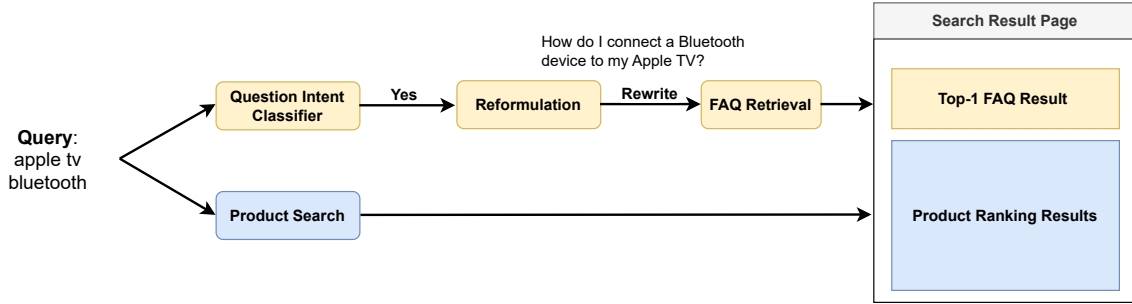 Search Result Page
How do I connect a Bluetooth
device to my Apple TV?
Question Intent
Classifier
Yes
Reformulation
Rewrite
FAQ Retrieval
Top-1 FAQ Result
Query:
apple tv
bluetooth
Product Search
Product Ranking Results